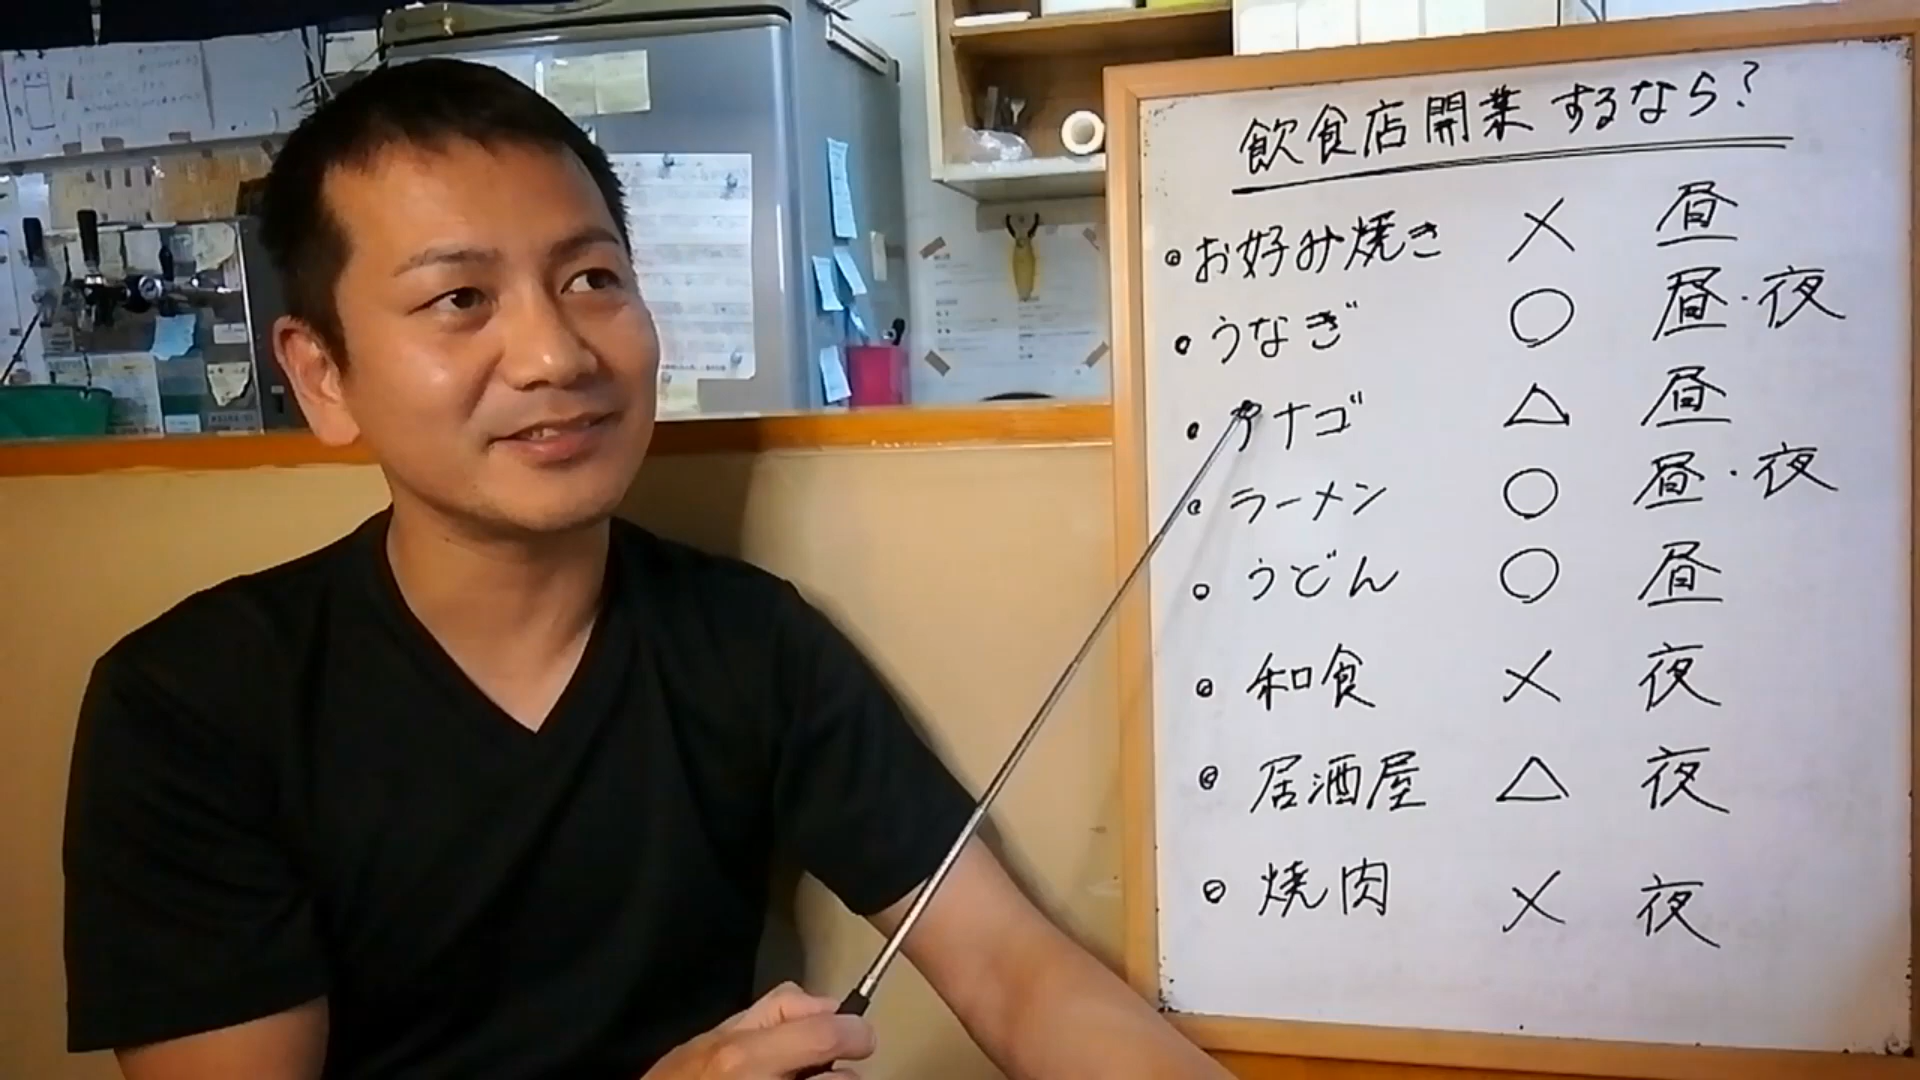 飲食店開業するなら?
・お好み焼き × 昼
・うなぎ ○ 昼・夜
・アナゴ △ 昼
・ラーメン ○ 昼・夜
・うどん ○ 昼
・和食 × 夜
・居酒屋 △ 夜
・焼肉 × 夜